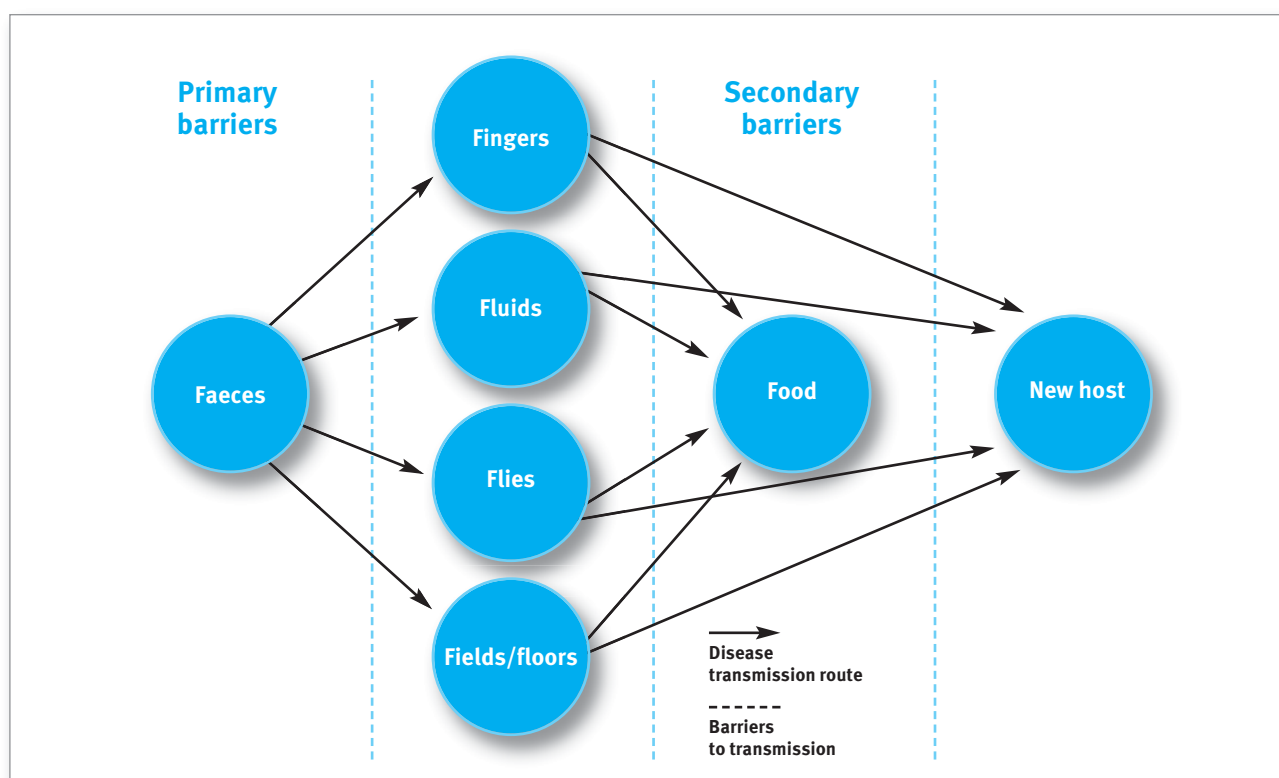 Primary
barriers
Secondary
barriers
Fingers
Fluids
Faeces
Food
New host
Flies
Fields/floors
Disease
transmission route
Barriers
to transmission